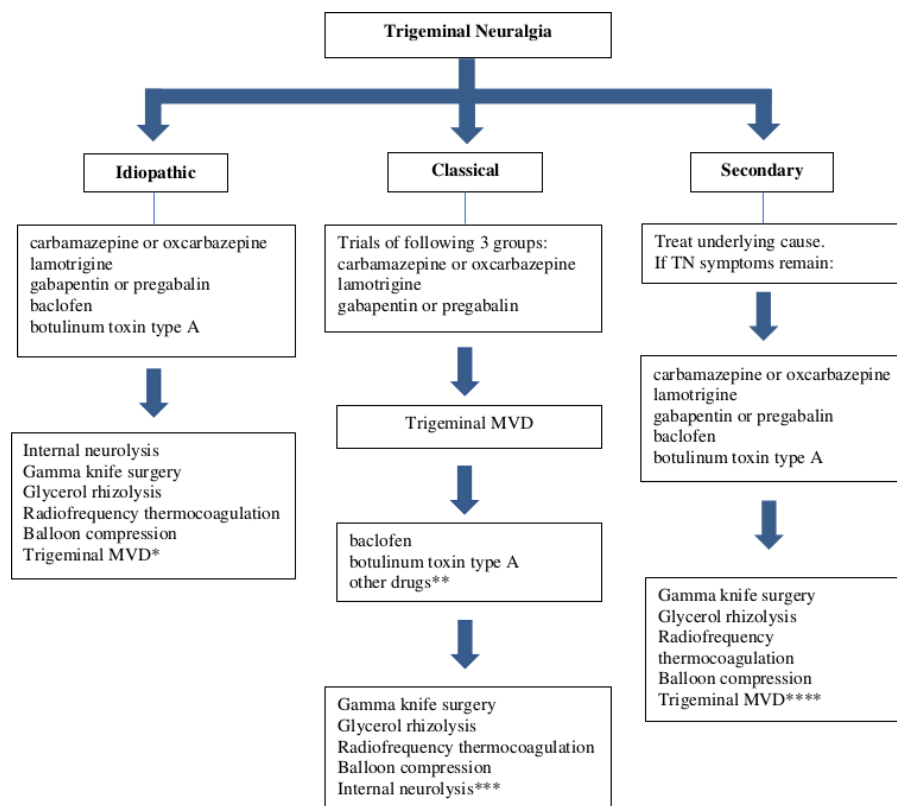 Trigeminal Neuralgia
Idiopathic
Classical
Secondary
carbamazepine or oxcarbazepine
lamotrigine
gabapentin or pregabalin
baclofen
botulinum toxin type A
Trials of following 3 groups:
carbamazepine or oxcarbazepine
lamotrigine
gabapentin or pregabalin
Treat underlying cause.
If TN symptoms remain:
carbamazepine or oxcarbazepine
lamotrigine
gabapentin or pregabalin
baclofen
botulinum toxin type A
Trigeminal MVD
Internal neurolysis
Gamma knife surgery
Glycerol rhizolysis
Radiofrequency thermocoagulation
Balloon compression
Trigeminal MVD*
baclofen
botulinum toxin type A
other drugs**
Gamma knife surgery
Glycerol rhizolysis
Radiofrequency
thermocoagulation
Balloon compression
Trigeminal MVD****
Gamma knife surgery
Glycerol rhizolysis
Radiofrequency thermocoagulation
Balloon compression
Internal neurolysis***